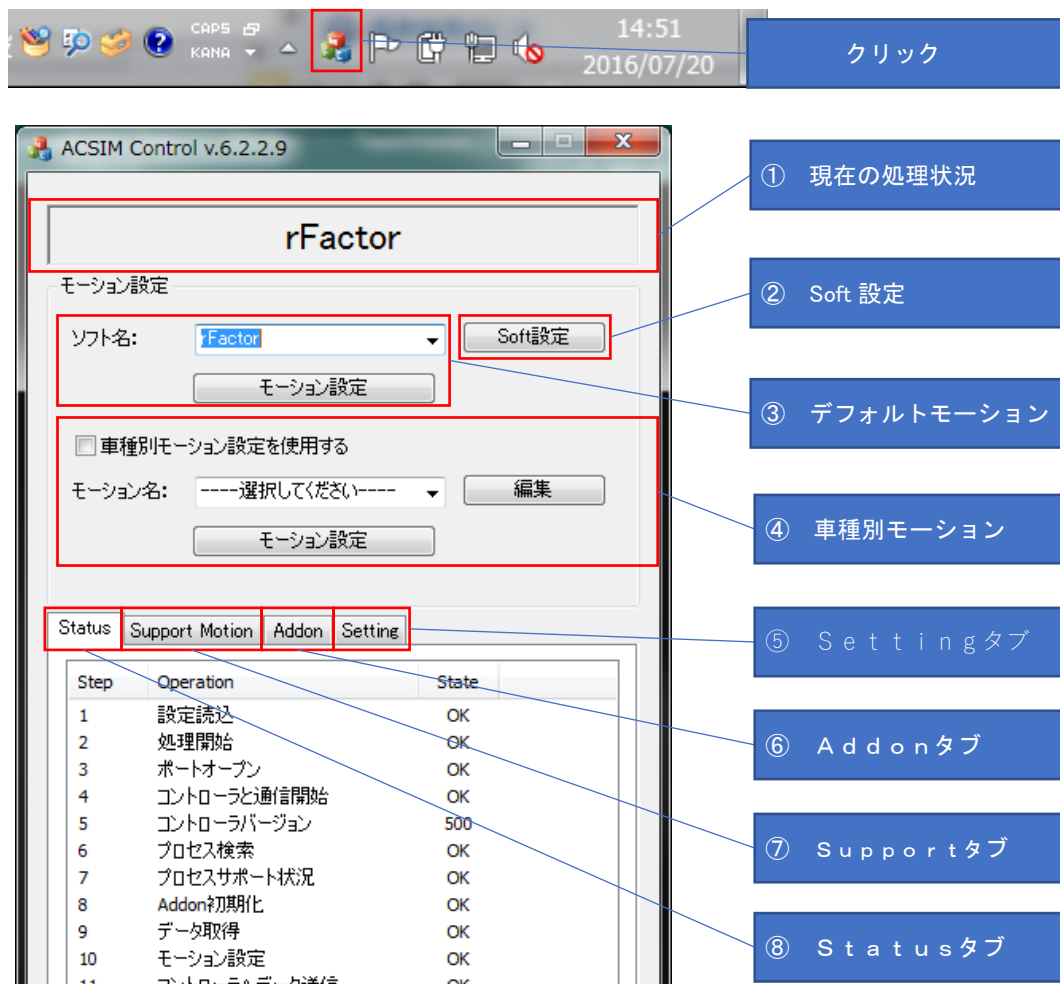 CAPS
KANA
14:51
2016/07/20
クリック
ACSIM Control v.6.2.2.9
① 現在の処理状況
rFactor
モーション設定
② Soft 設定
ソフト名:
rFactor
Soft設定
モーション設定
③ デフォルトモーション
車種別モーション設定を使用する
モーション名:
----選択してください----
編集
モーション設定
④ 車種別モーション
Status
Support Motion
Addon
Setting
⑤ Ｓｅｔｔｉｎｇタブ
Step Operation State
1 設定読込 OK
2 処理開始 OK
3 ポートオープン OK
4 コントローラと通信開始 OK
5 コントローラバージョン 500
6 プロセス検索 OK
7 プロセスサポート状況 OK
8 Addon初期化 OK
9 データ取得 OK
10 モーション設定 OK
⑥ Ａｄｄｏｎタブ
⑦ Ｓｕｐｐｏｒｔタブ
⑧ Ｓｔａｔｕｓタブ